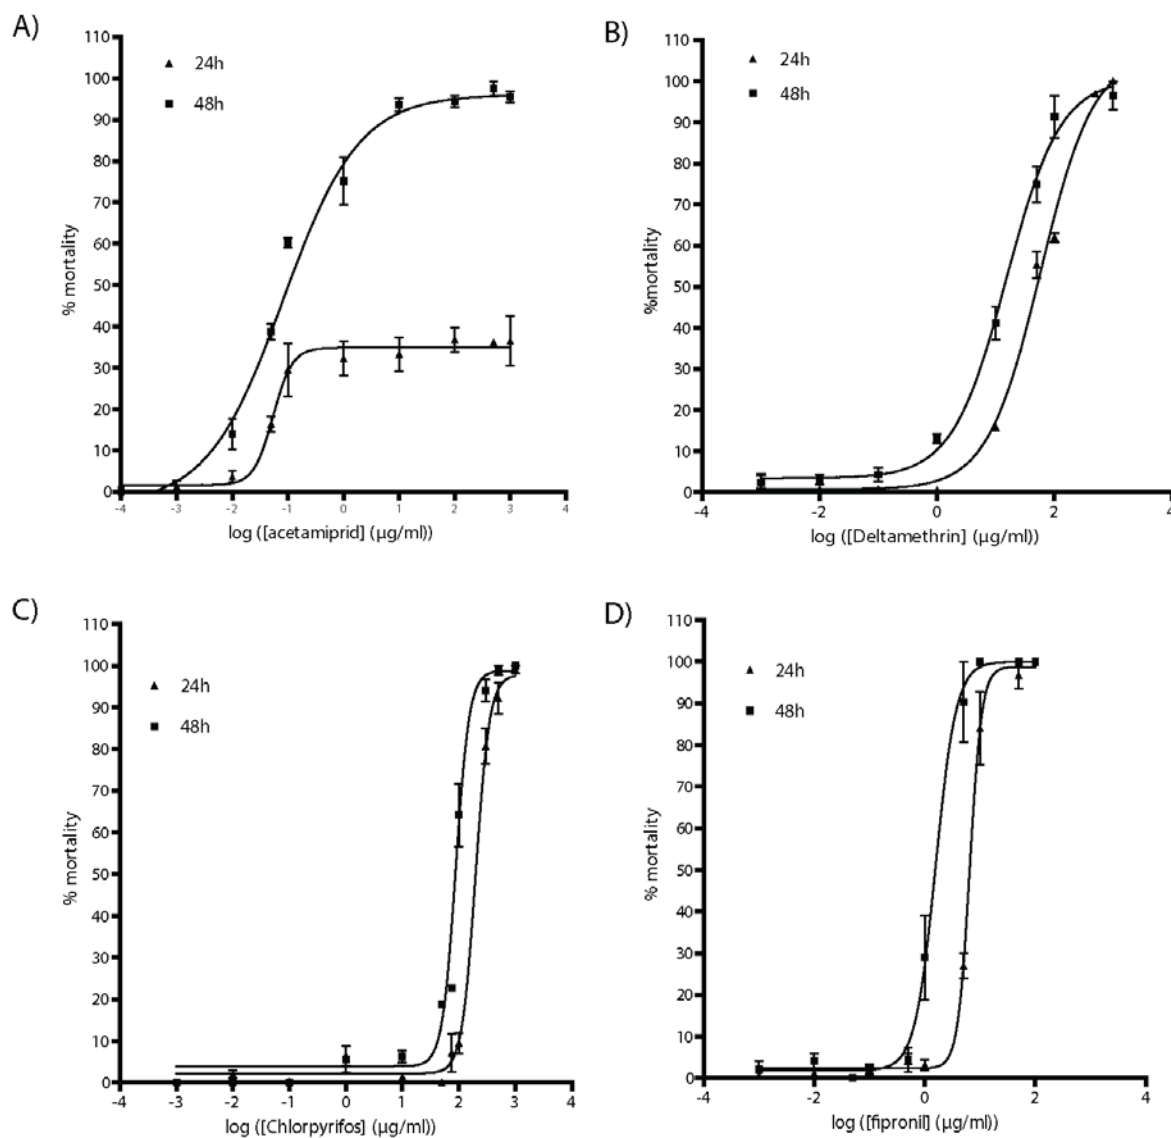 A)
110
24h
100
48h
90
80
70
60
50
40
30
20
10
0
% mortality
-4 -3 -2 -1 0 1 2 3 4
log ([acetamiprid] (µg/ml))
B)
110
24h
100
48h
90
80
70
60
50
40
30
20
10
0
%mortality
-4 -2 0 2 4
log ([Deltamethrin] (µg/ml))
C)
110
24h
100
48h
90
80
70
60
50
40
30
20
10
0
% mortality
-4 -3 -2 -1 0 1 2 3 4
log ([Chlorpyrifos] (µg/ml))
D)
110
24h
100
48h
90
80
70
60
50
40
30
20
10
0
% mortality
-4 -2 0 2 4
log ([fipronil] (µg/ml))